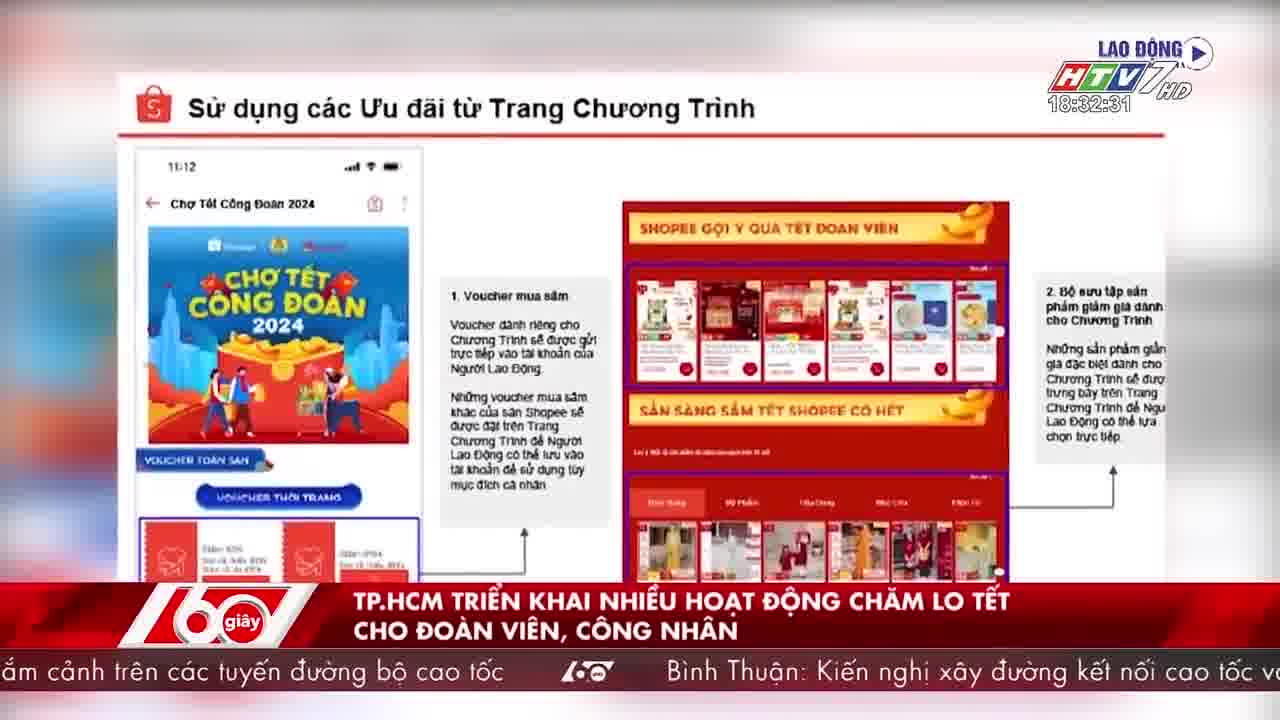 LAO ĐỘNG
HTV7 HD
18:32:31
Sử dụng các Ưu đãi từ Trang Chương Trình
11:12
Chợ Tết Công Đoàn 2024
CHỢ TẾT
CÔNG ĐOÀN
2024
VOUCHER TOÀN SÀN
VOUCHER THỜI TRANG
1. Voucher mua sắm
Voucher dành riêng cho
Chương Trình sẽ được gửi
trực tiếp vào tài khoản của
Người Lao Động.
Những voucher mua sắm
khác của sàn Shopee sẽ
được đặt trên Trang
Chương Trình để Người
Lao Động có thể lưu vào
tài khoản để sử dụng tùy
mục đích cá nhân
SHOPEE GỢI Ý QUÀ TẾT ĐOÀN VIÊN
SẴN SÀNG SẮM TẾT SHOPEE CÓ HẾT
2. Bộ sưu tập sản
phẩm giảm giá dành
cho Chương Trình
Những sản phẩm giản
giá đặc biệt dành cho
Chương Trình sẽ đượ
trưng bày trên Trang
Chương Trình để Ngu
Lao Động có thể lựa
chọn trực tiếp.
60 giây
TP.HCM TRIỂN KHAI NHIỀU HOẠT ĐỘNG CHĂM LO TẾT
CHO ĐOÀN VIÊN, CÔNG NHÂN
ắm cảnh trên các tuyến đường bộ cao tốc
60 giây
Bình Thuận: Kiến nghị xây đường kết nối cao tốc v